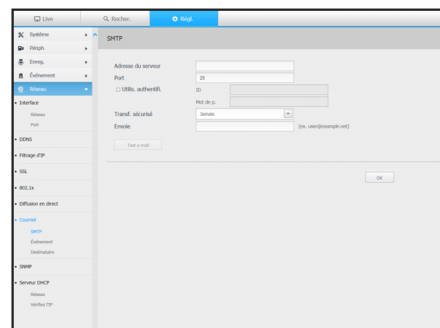 Live
Recher.
Régl.
Système
Périph
Enreg.
Événement
Réseau
Interface
Réseau
Port
DDNS
Filtrage d'IP
SSL
802.1x
Diffusion en direct
Courriel
SMTP
Événement
Destinataire
SNMP
Serveur DHCP
Réseau
Vérifiez l'IP
SMTP
Adresse du serveur
Port
25
Utilis. authentifi.
ID
Mot de p.
Transf. sécurisé
Jamais
Envoie
(ex. user@example.net)
Test e-mail
OK